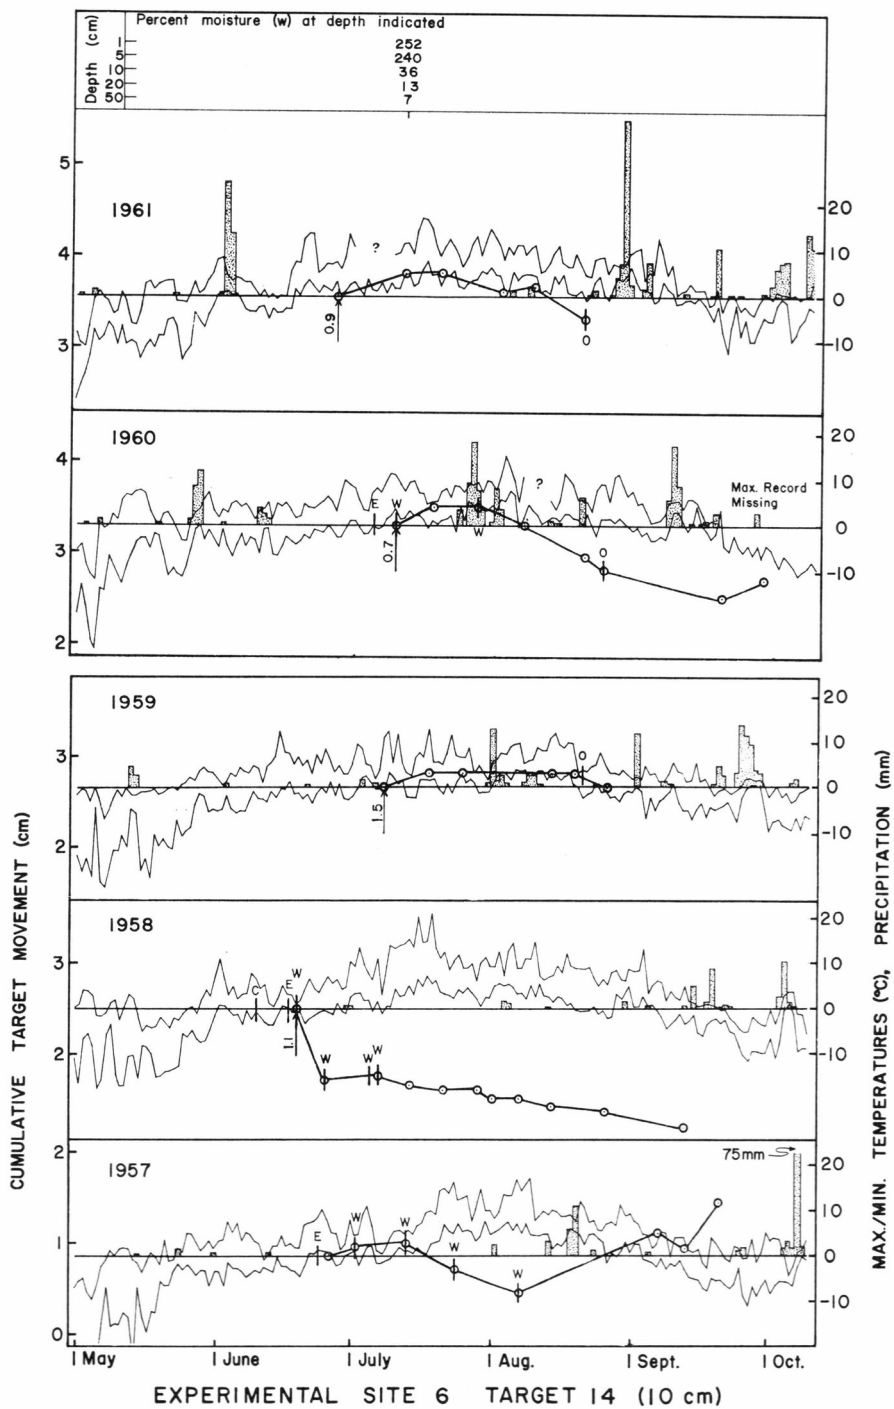 Percent moisture (w) at depth indicated
Depth (cm)
1 252
5 240
10 36
20 13
50 7
5
4
3
1961
?
0.9
O
20
10
0
-10
1960
4
3
2
E W
W
0.7
?
O
Max. Record
Missing
20
10
0
-10
1959
3
2
1.5
O
20
10
0
-10
1958
3
2
C E W
1.1
W W W
20
10
0
-10
1957
2
1
0
E W W W W
75mm
20
10
0
-10
1 May 1 June 1 July 1 Aug. 1 Sept. 1 Oct.
CUMULATIVE TARGET MOVEMENT (cm)
MAX./MIN. TEMPERATURES (°C), PRECIPITATION (mm)
EXPERIMENTAL SITE 6 TARGET 14 (10 cm)